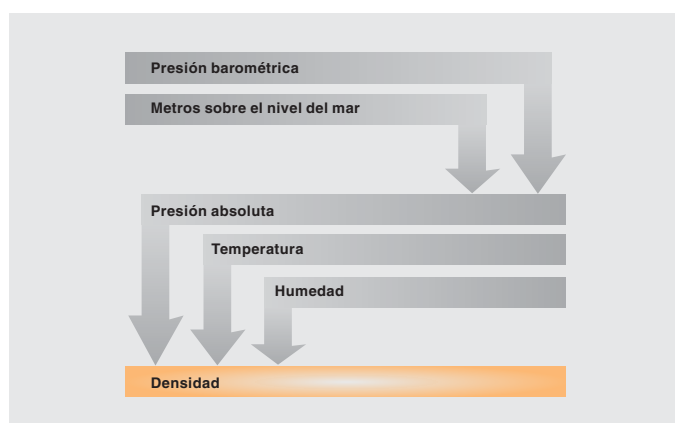 Presión barométrica
Metros sobre el nivel del mar
Presión absoluta
Temperatura
Humedad
Densidad